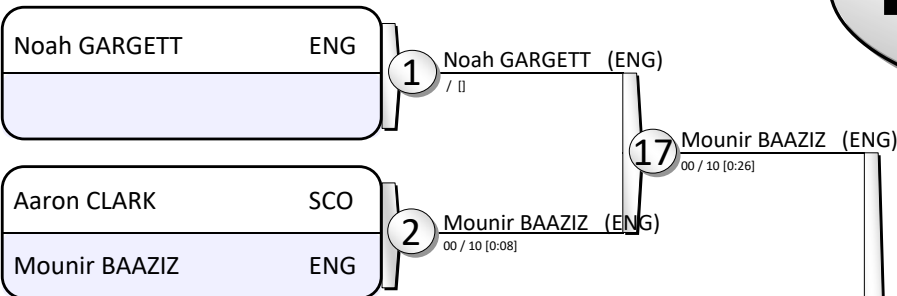 Noah GARGETT ENG
1
Noah GARGETT (ENG)
/ []
17
Mounir BAAZIZ (ENG)
00 / 10 [0:26]
Aaron CLARK SCO
2
Mounir BAAZIZ (ENG)
00 / 10 [0:08]
Mounir BAAZIZ ENG